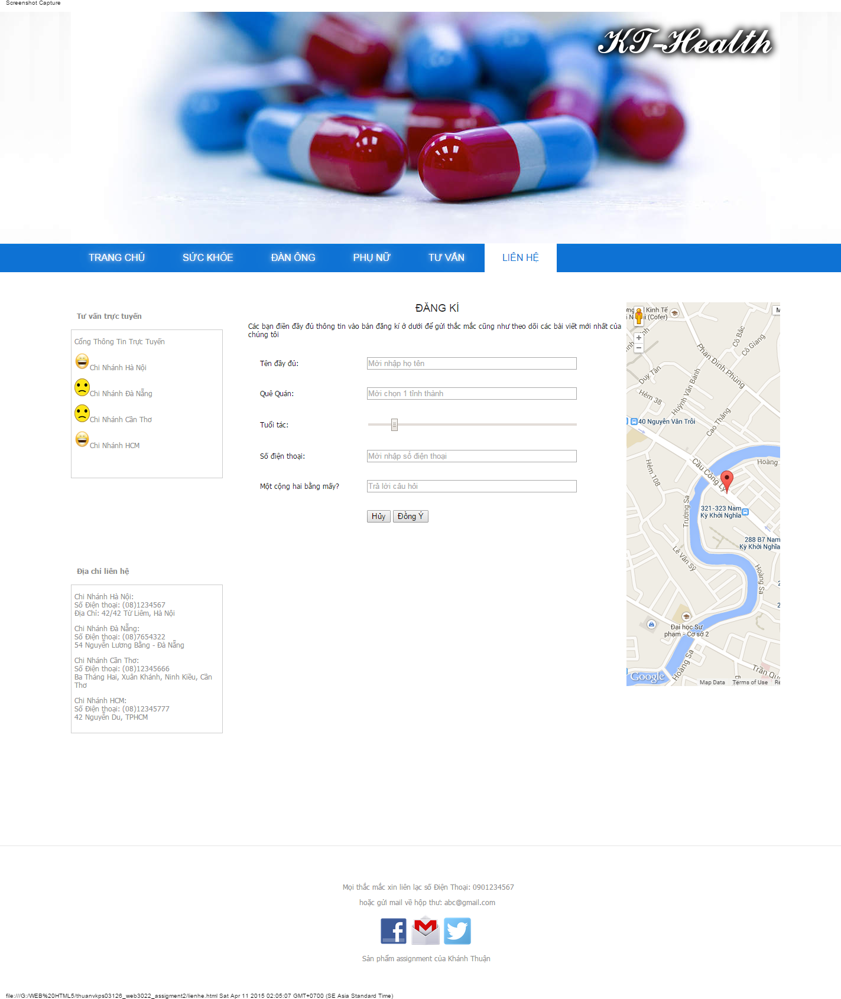 Screenshot Capture
KT-Health
TRANG CHỦ SỨC KHỎE ĐÀN ÔNG PHỤ NỮ TƯ VẤN LIÊN HỆ
Tư vấn trực tuyến
Cổng Thông Tin Trực Tuyến
Chi Nhánh Hà Nội
Chi Nhánh Đà Nẵng
Chi Nhánh Cần Thơ
Chi Nhánh HCM
Địa chỉ liên hệ
Chi Nhánh Hà Nội:
Số Điện thoại: (08)1234567
Địa Chỉ: 42/42 Từ Liêm, Hà Nội
Chi Nhánh Đà Nẵng:
Số Điện thoại: (08)7654322
54 Nguyễn Lương Bằng - Đà Nẵng
Chi Nhánh Cần Thơ:
Số Điện thoại: (08)12345666
Ba Tháng Hai, Xuân Khánh, Ninh Kiều, Cần
Thơ
Chi Nhánh HCM:
Số Điện thoại: (08)12345777
42 Nguyễn Du, TPHCM
ĐĂNG KÍ
Các bạn điền đầy đủ thông tin vào bản đăng kí ở dưới để gửi thắc mắc cũng như theo dõi các bài viết mới nhất của
chúng tôi
Tên đầy đủ: Mời nhập họ tên
Quê Quán: Mời chọn 1 tỉnh thành
Tuổi tác:
Số điện thoại: Mời nhập số điện thoại
Một cộng hai bằng mấy? Trả lời câu hỏi
Hủy Đồng Ý
Kinh Tế
(Cofer)
+
−
Cô Bắc
Cô Giang
Phan Đình Phùng
Duy Tân
Huỳnh Văn Bánh
Hẻm 38
Cao Thắng
40 Nguyễn Văn Trỗi
Hoàng
Hẻm 108
Cầu Công Lý
Trường Sa
321-323 Nam
Kỳ Khởi Nghĩa
288 B7 Nam
Kỳ Khởi Nghĩa
Lê Văn Sỹ
Hoàng Sa
Đại học Sư
phạm - Cơ sở 2
Hoàng Sa
Trần Qu
Google
Map Data Terms of Use
Mọi thắc mắc xin liên lạc số Điện Thoại: 0901234567
hoặc gửi mail về hộp thư: abc@gmail.com
Sản phẩm assignment của Khánh Thuận
file:///G:/WEB%20HTML5/thuanvkps03126_web3022_assigment2/lienhe.html Sat Apr 11 2015 02:05:07 GMT+0700 (SE Asia Standard Time)